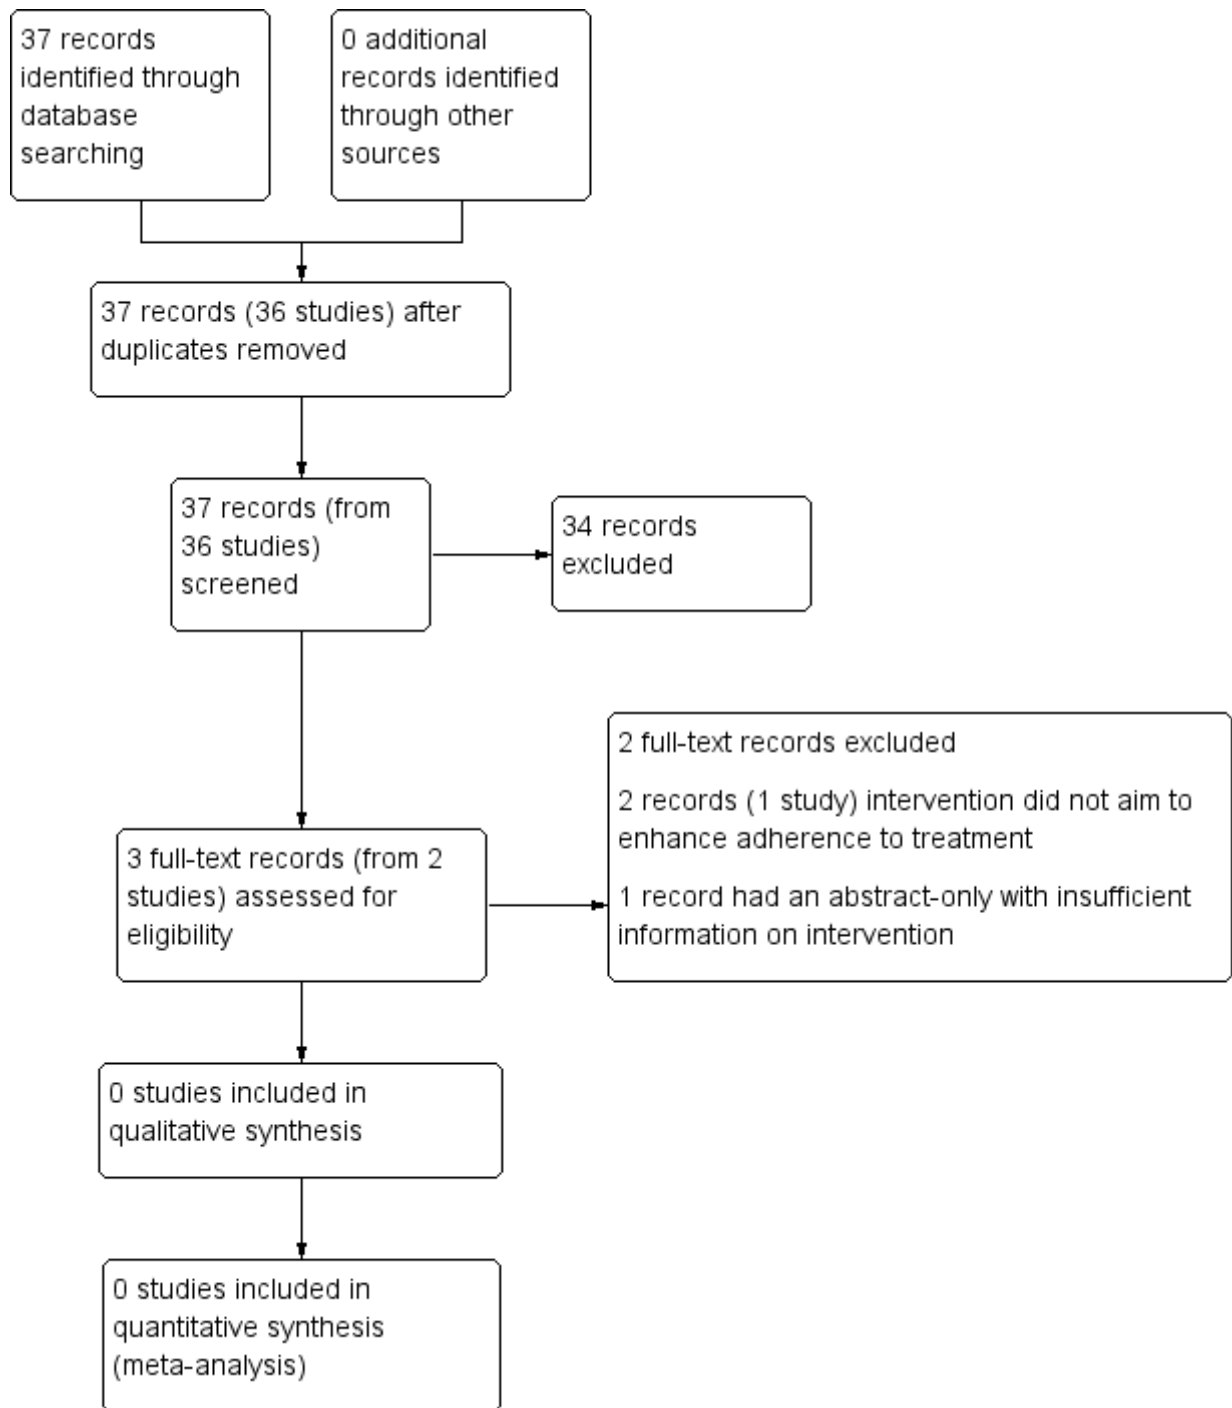 37 records
identified through
database
searching
0 additional
records identified
through other
sources
37 records (36 studies) after
duplicates removed
37 records (from
36 studies)
screened
34 records
excluded
3 full-text records (from 2
studies) assessed for
eligibility
2 full-text records excluded
2 records (1 study) intervention did not aim to
enhance adherence to treatment
1 record had an abstract-only with insufficient
information on intervention
0 studies included in
qualitative synthesis
0 studies included in
quantitative synthesis
(meta-analysis)